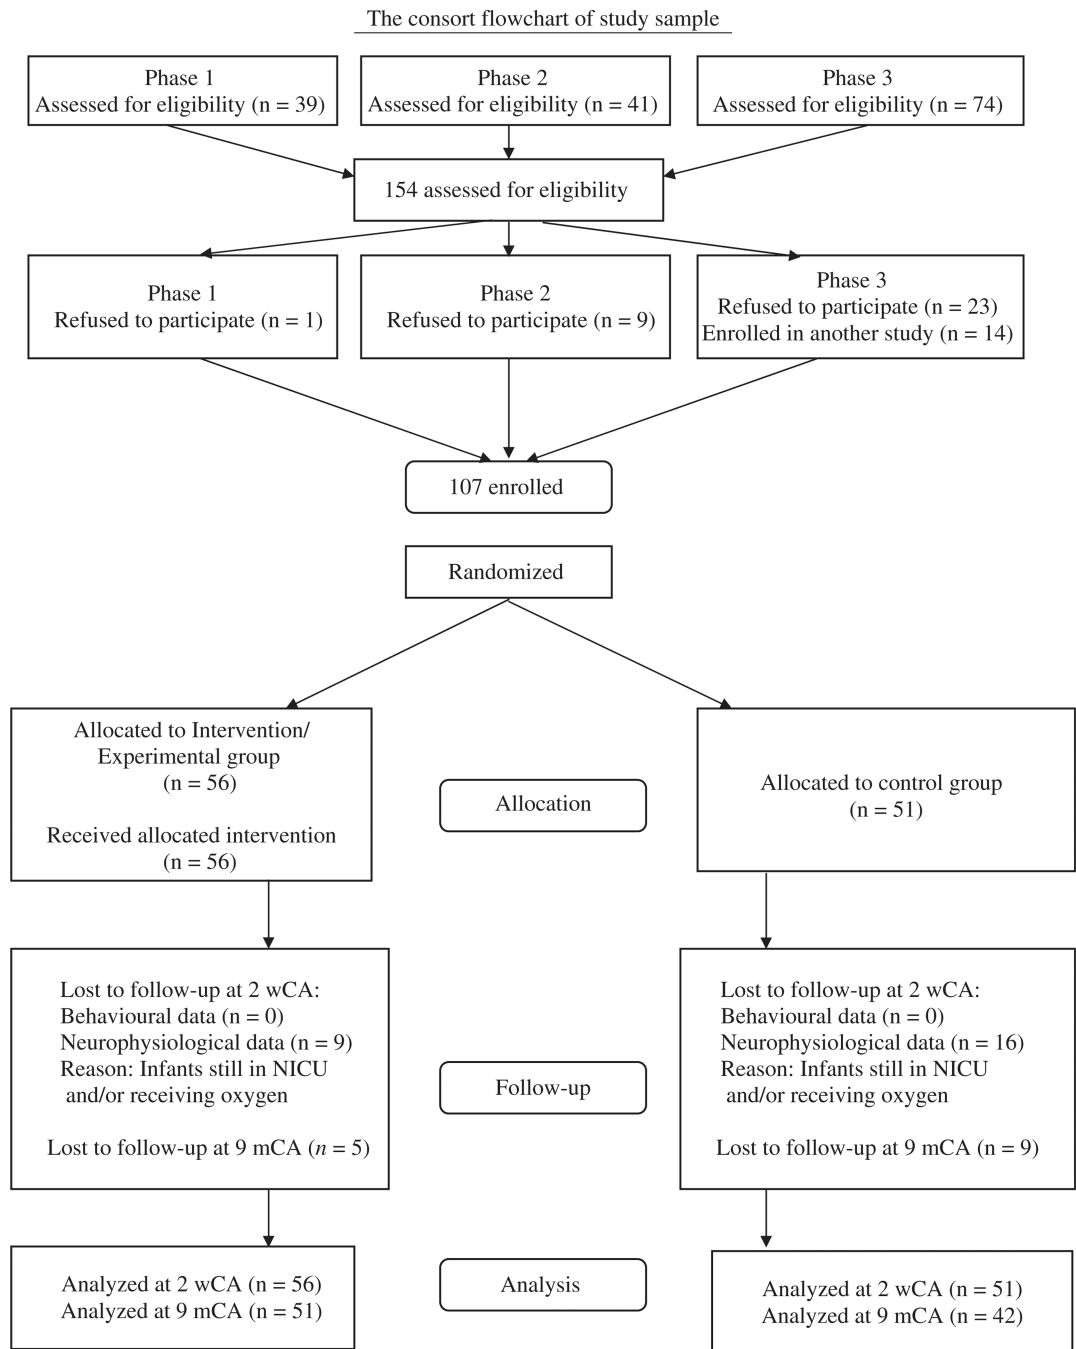 The consort flowchart of study sample
Phase 1
Assessed for eligibility (n = 39)
Phase 2
Assessed for eligibility (n = 41)
Phase 3
Assessed for eligibility (n = 74)
154 assessed for eligibility
Phase 1
Refused to participate (n = 1)
Phase 2
Refused to participate (n = 9)
Phase 3
Refused to participate (n = 23)
Enrolled in another study (n = 14)
107 enrolled
Randomized
Allocated to Intervention/
Experimental group
(n = 56)
Received allocated intervention
(n = 56)
Allocation
Allocated to control group
(n = 51)
Lost to follow-up at 2 wCA:
Behavioural data (n = 0)
Neurophysiological data (n = 9)
Reason: Infants still in NICU
and/or receiving oxygen
Lost to follow-up at 9 mCA (n = 5)
Follow-up
Lost to follow-up at 2 wCA:
Behavioural data (n = 0)
Neurophysiological data (n = 16)
Reason: Infants still in NICU
and/or receiving oxygen
Lost to follow-up at 9 mCA (n = 9)
Analyzed at 2 wCA (n = 56)
Analyzed at 9 mCA (n = 51)
Analysis
Analyzed at 2 wCA (n = 51)
Analyzed at 9 mCA (n = 42)